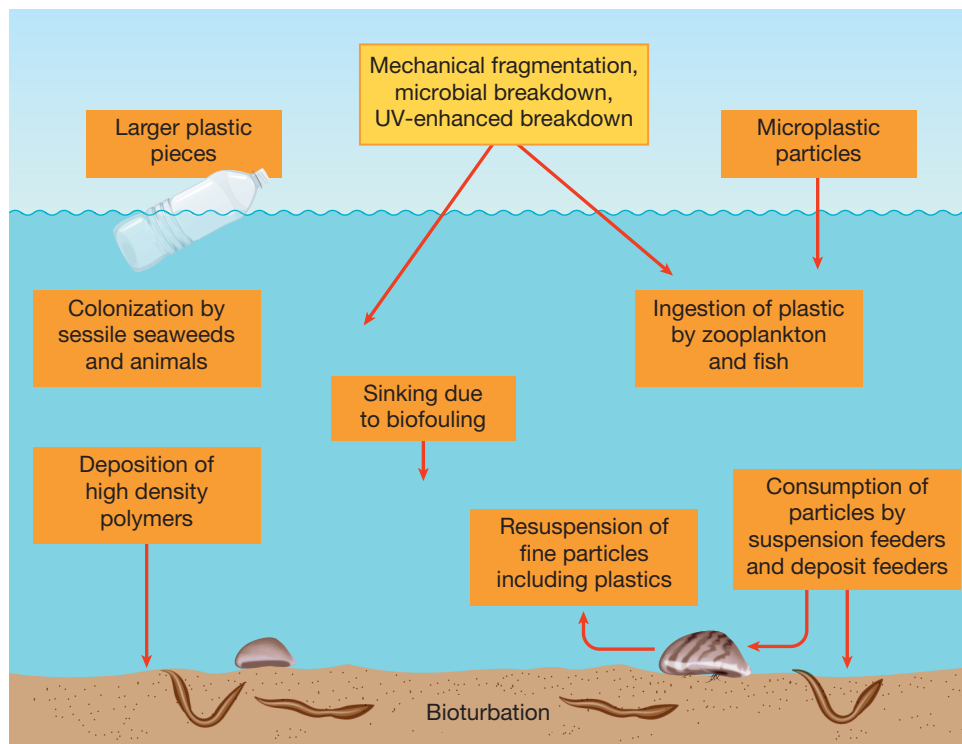 Mechanical fragmentation,
microbial breakdown,
UV-enhanced breakdown
Larger plastic
pieces
Microplastic
particles
Colonization by
sessile seaweeds
and animals
Ingestion of plastic
by zooplankton
and fish
Sinking due
to biofouling
Deposition of
high density
polymers
Resuspension of
fine particles
including plastics
Consumption of
particles by
suspension feeders
and deposit feeders
Bioturbation